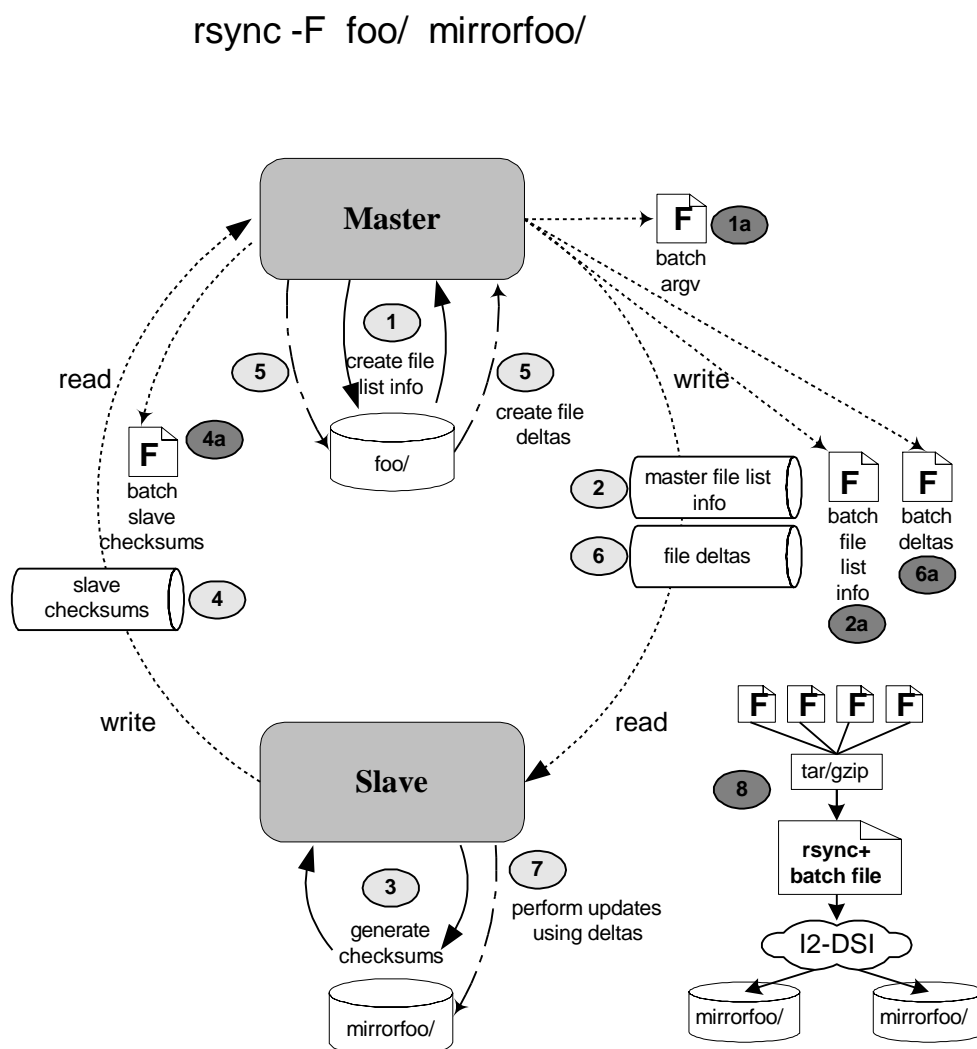 rsync -F foo/ mirrorfoo/
Master
F
1a
batch
argv
1
create file
list info
5
5
create file
deltas
read
write
foo/
F
4a
batch
slave
checksums
2
master file list
info
6
file deltas
F
batch
file
list
info
2a
F
batch
deltas
6a
slave
checksums
4
write
read
Slave
3
generate
checksums
7
perform updates
using deltas
mirrorfoo/
F F F F
tar/gzip
8
rsync+
batch file
I2-DSI
mirrorfoo/
mirrorfoo/